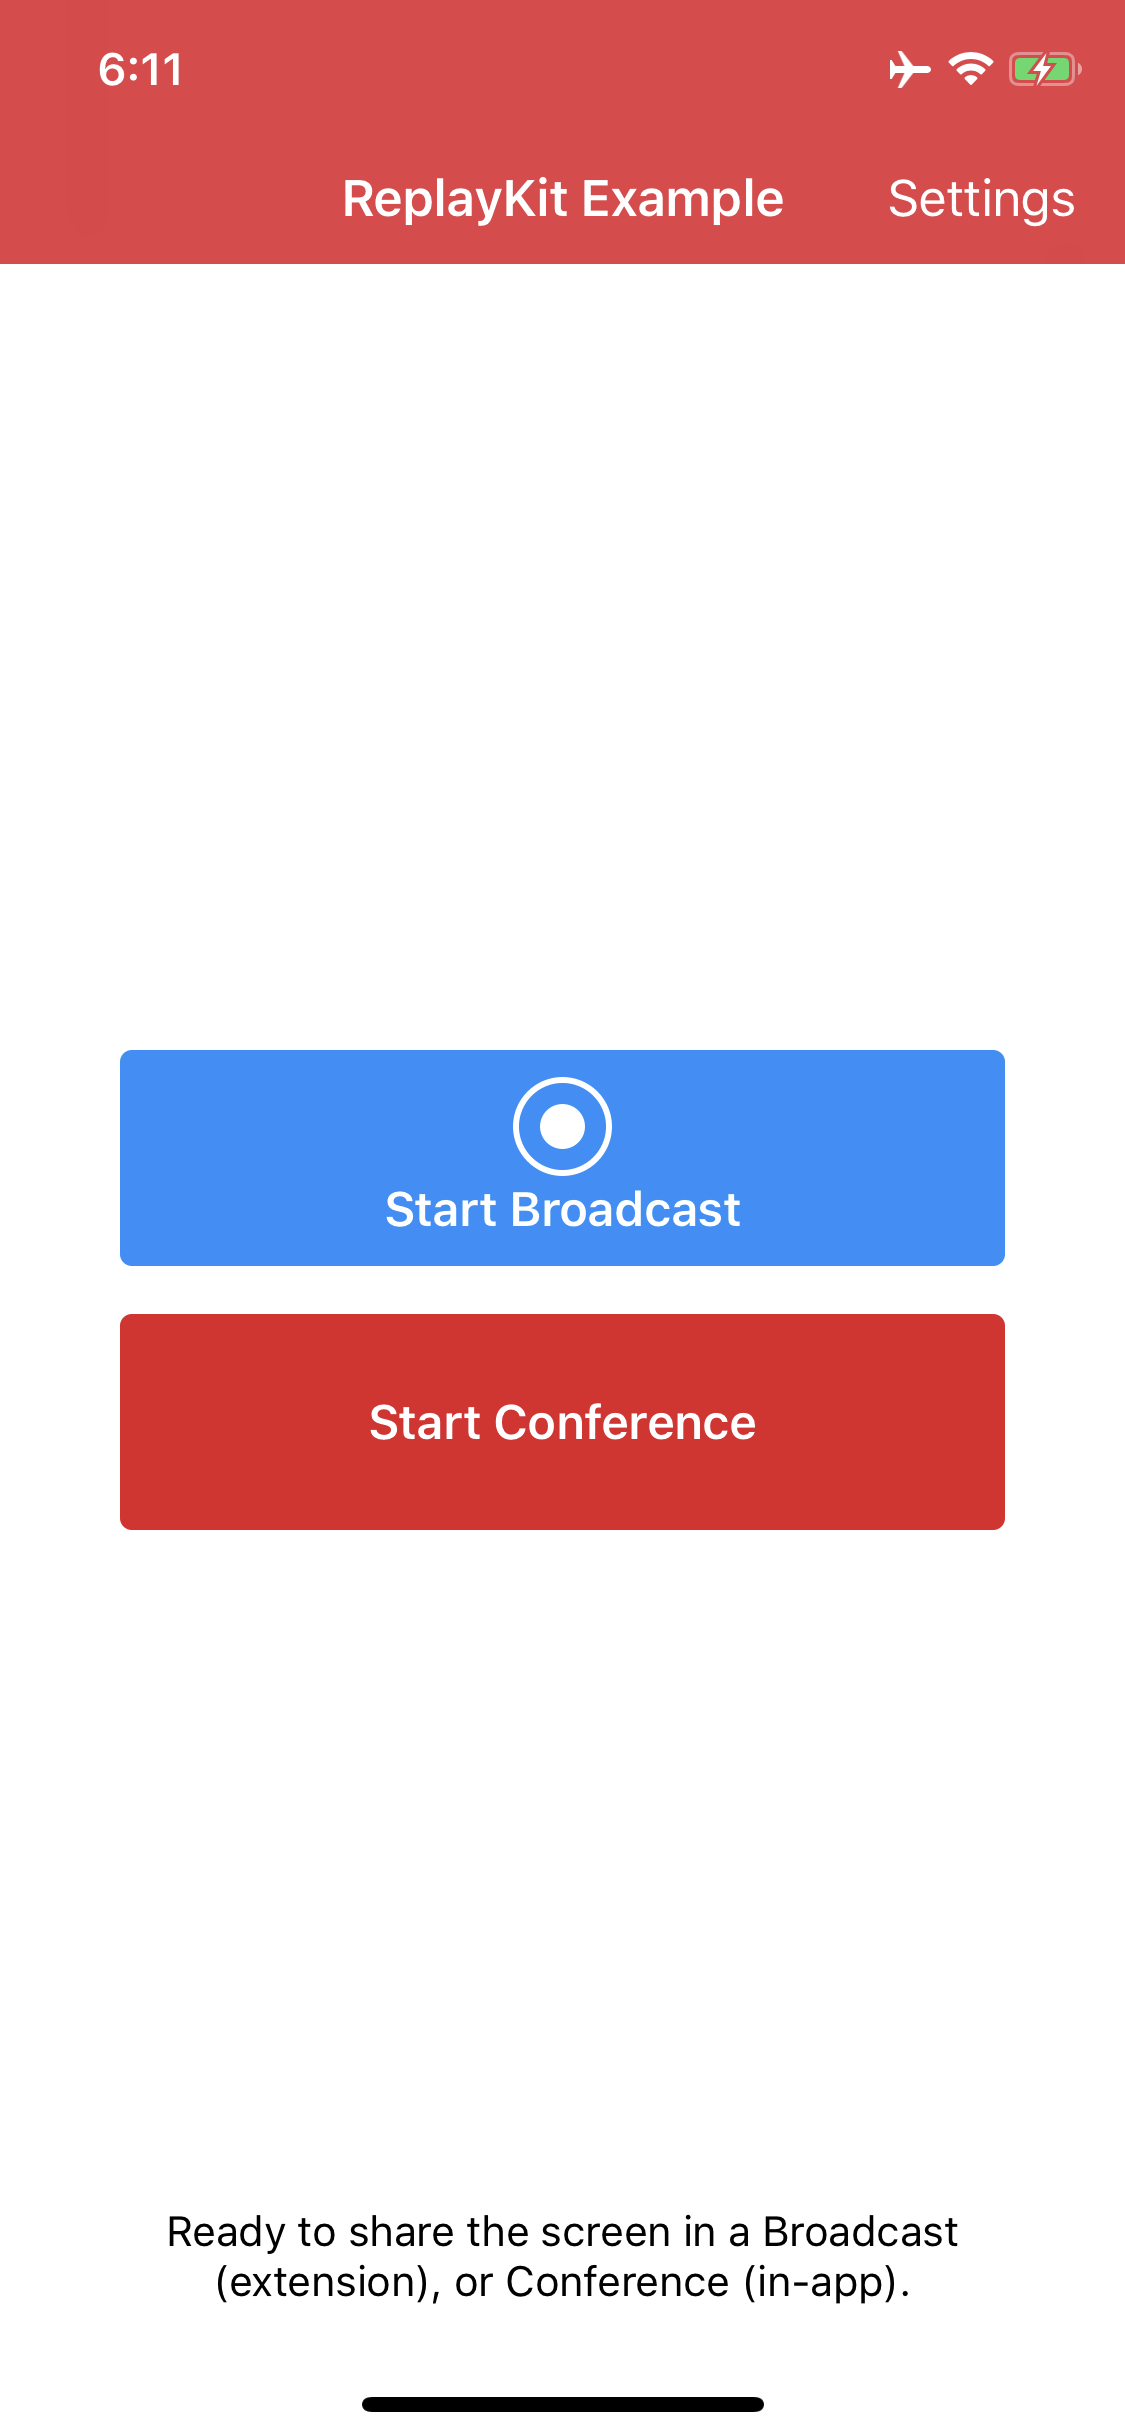 6:11
ReplayKit Example
Settings
Start Broadcast
Start Conference
Ready to share the screen in a Broadcast
(extension), or Conference (in-app).